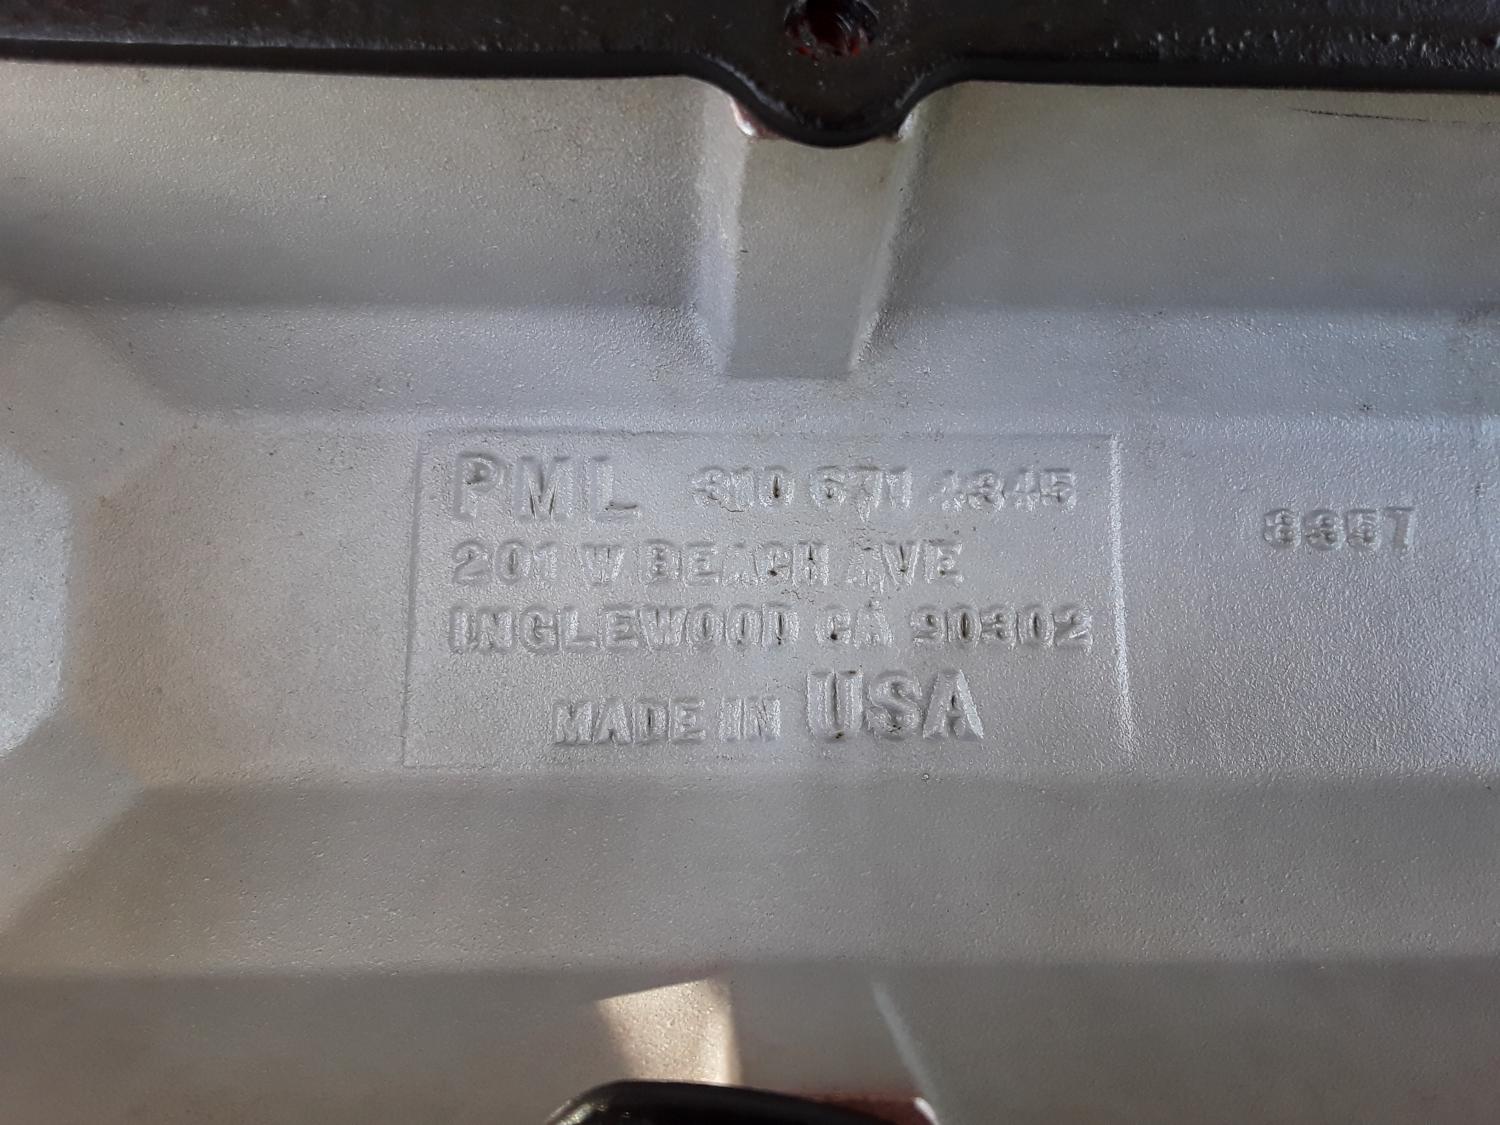 PML 310 671 4345
201 W BEACH AVE
INGLEWOOD CA 90302
MADE IN USA
8357